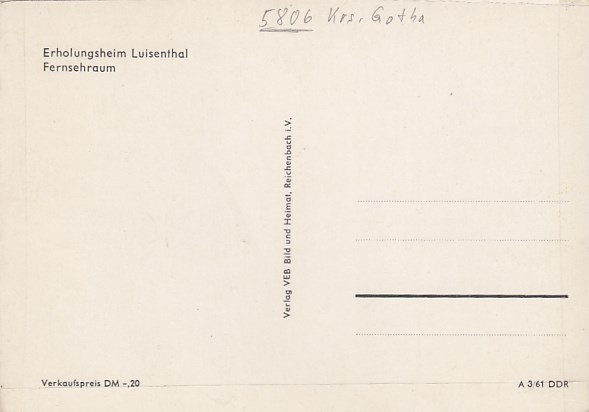 5806 Krs. Gotha
Erholungsheim Luisenthal
Fernsehraum
Verlag VEB Bild und Heimat, Reichenbach i. V.
Verkaufspreis DM -,20
A 3/61 DDR